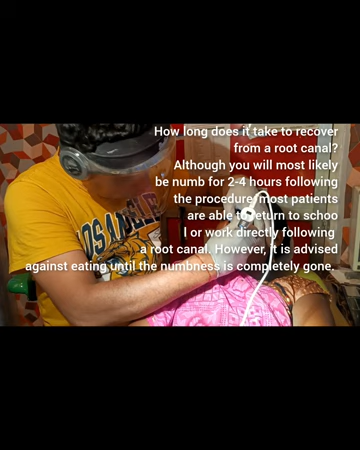 How long does it take to recover
from a root canal?
Although you will most likely
be numb for 2-4 hours following
the procedure, most patients
are able to return to schoo
l or work directly following
a root canal. However, it is advised
against eating until the numbness is completely gone.
LOS ANGELES